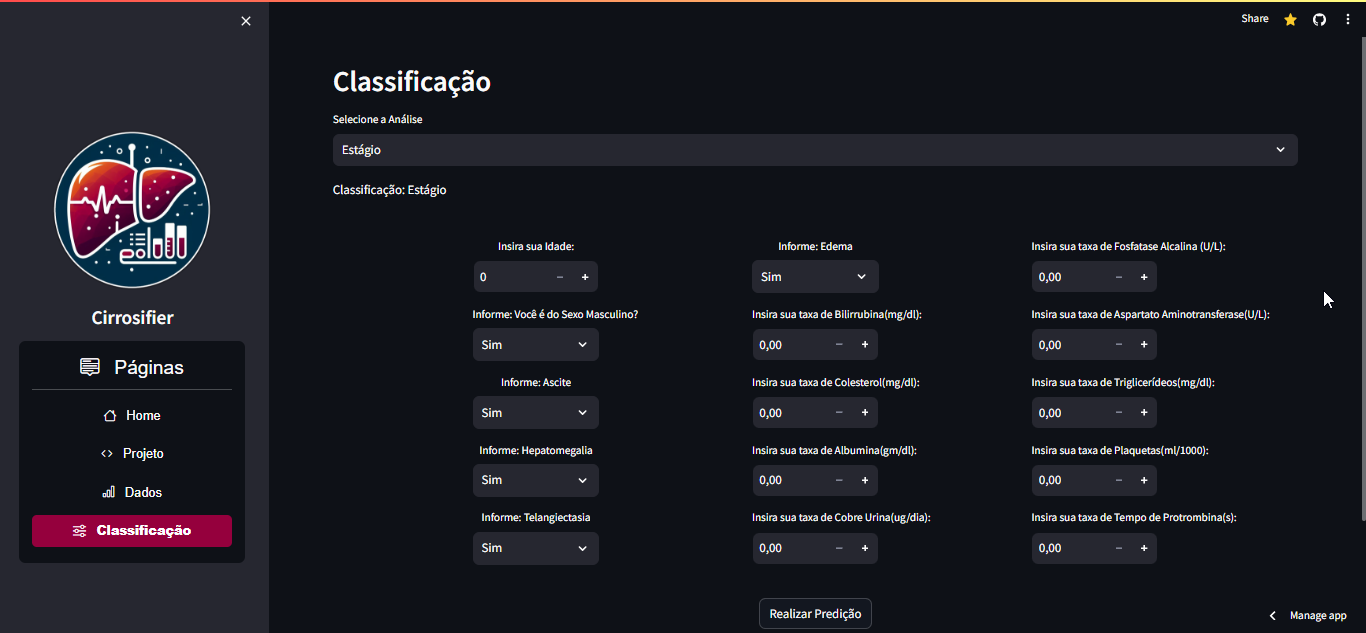 Share
Cirrosifier
Páginas
Home
Projeto
Dados
Classificação
Classificação
Selecione a Análise
Estágio
Classificação: Estágio
Insira sua Idade:
0
Informe: Você é do Sexo Masculino?
Sim
Informe: Ascite
Sim
Informe: Hepatomegalia
Sim
Informe: Telangiectasia
Sim
Informe: Edema
Sim
Insira sua taxa de Bilirrubina(mg/dl):
0,00
Insira sua taxa de Colesterol(mg/dl):
0,00
Insira sua taxa de Albumina(gm/dl):
0,00
Insira sua taxa de Cobre Urina(ug/dia):
0,00
Insira sua taxa de Fosfatase Alcalina (U/L):
0,00
Insira sua taxa de Aspartato Aminotransferase(U/L):
0,00
Insira sua taxa de Triglicerídeos(mg/dl):
0,00
Insira sua taxa de Plaquetas(ml/1000):
0,00
Insira sua taxa de Tempo de Protrombina(s):
0,00
Realizar Predição
Manage app